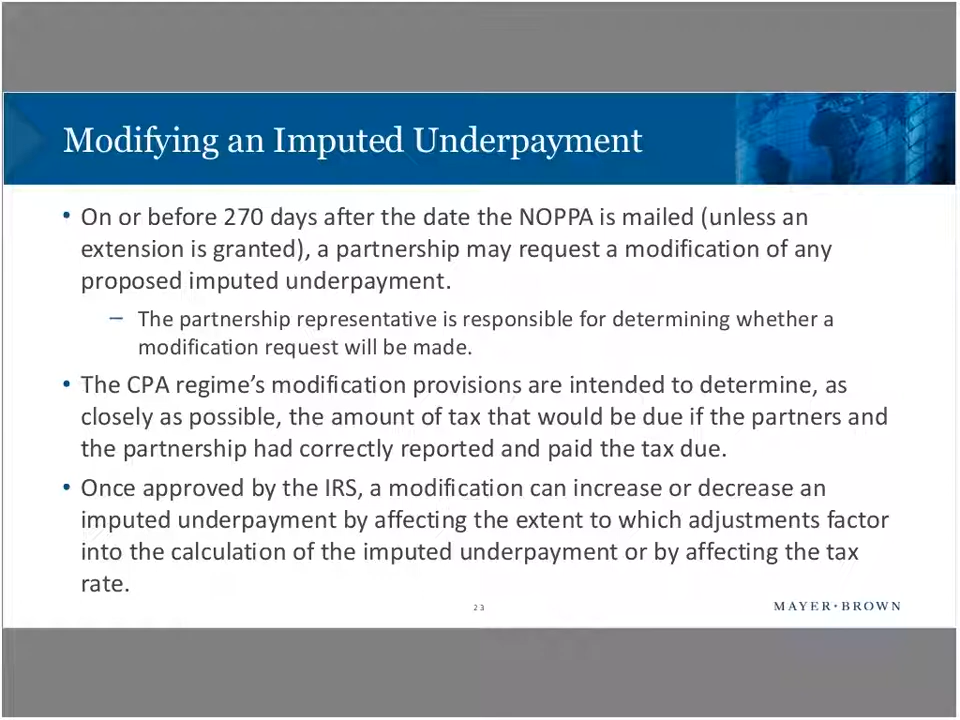 Modifying an Imputed Underpayment
• On or before 270 days after the date the NOPPA is mailed (unless an
extension is granted), a partnership may request a modification of any
proposed imputed underpayment.
– The partnership representative is responsible for determining whether a
modification request will be made.
• The CPA regime’s modification provisions are intended to determine, as
closely as possible, the amount of tax that would be due if the partners and
the partnership had correctly reported and paid the tax due.
• Once approved by the IRS, a modification can increase or decrease an
imputed underpayment by affecting the extent to which adjustments factor
into the calculation of the imputed underpayment or by affecting the tax
rate.
23
MAYER•BROWN